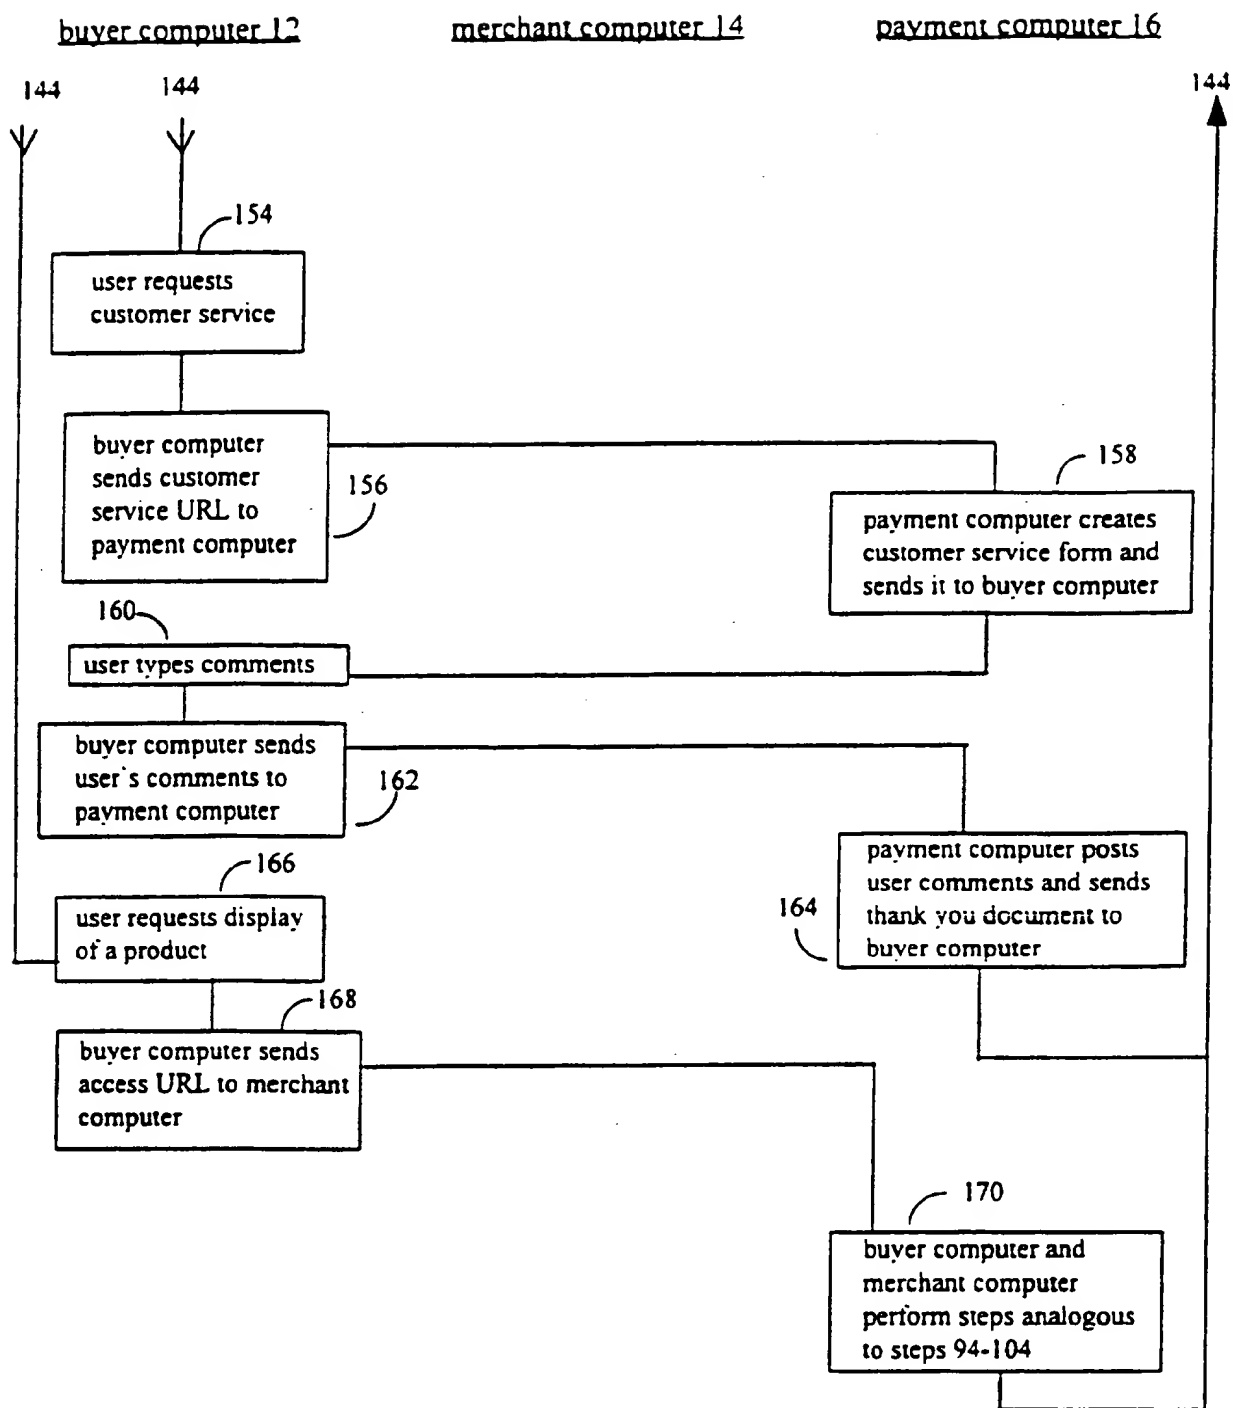 buyer computer 12
merchant computer 14
payment computer 16
144
144
144
154
user requests
customer service
buyer computer
sends customer
service URL to
payment computer
156
158
payment computer creates
customer service form and
sends it to buyer computer
160
user types comments
buyer computer sends
user's comments to
payment computer
162
payment computer posts
user comments and sends
thank you document to
buyer computer
164
166
user requests display
of a product
168
buyer computer sends
access URL to merchant
computer
170
buyer computer and
merchant computer
perform steps analogous
to steps 94-104